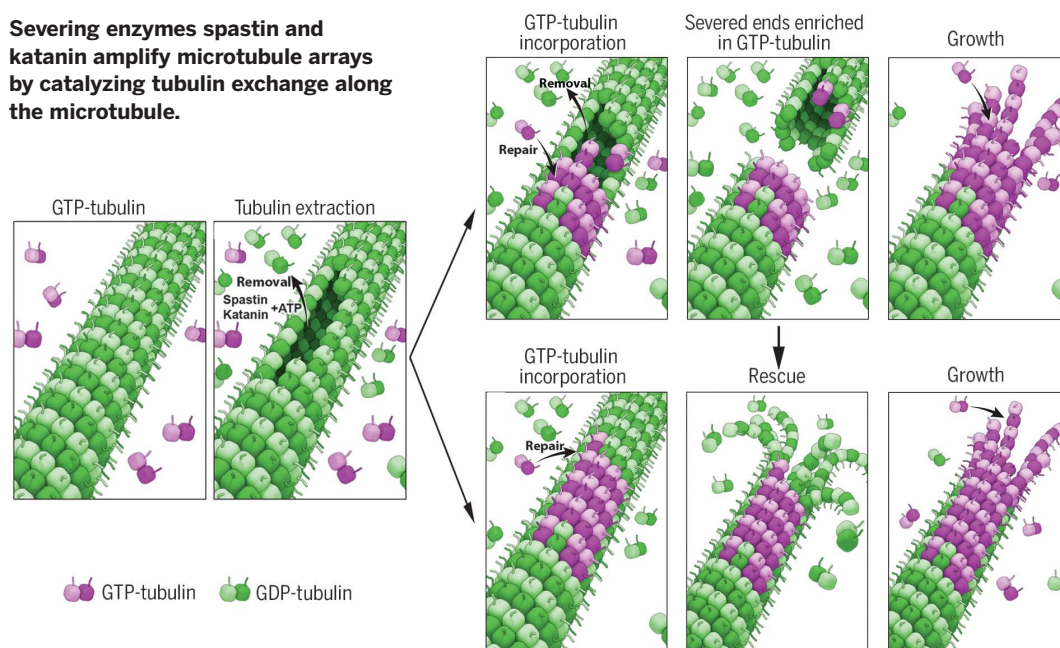 Severing enzymes spastin and
katanin amplify microtubule arrays
by catalyzing tubulin exchange along
the microtubule.
GTP-tubulin
Tubulin extraction
Removal
Spastin
Katanin
+ATP
GTP-tubulin
incorporation
Removal
Repair
Severed ends enriched
in GTP-tubulin
Growth
GTP-tubulin
incorporation
Repair
Rescue
Growth
GTP-tubulin
GDP-tubulin